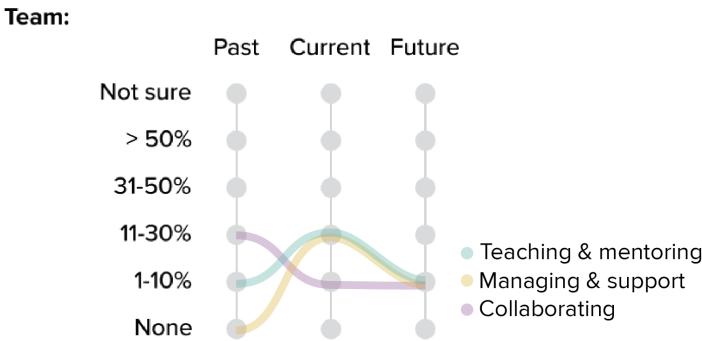 Team:
Past Current Future
Not sure
> 50%
31-50%
11-30%
1-10%
None
Teaching & mentoring
Managing & support
Collaborating